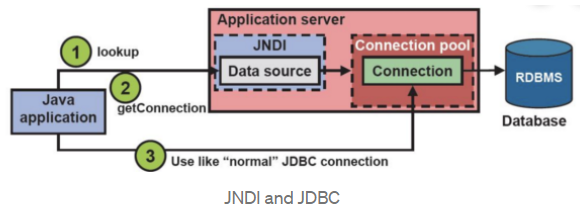 Application server
1
lookup
JNDI
Connection pool
Data source
Connection
RDBMS
2
getConnection
Java
application
Database
3
Use like “normal” JDBC connection
JNDI and JDBC